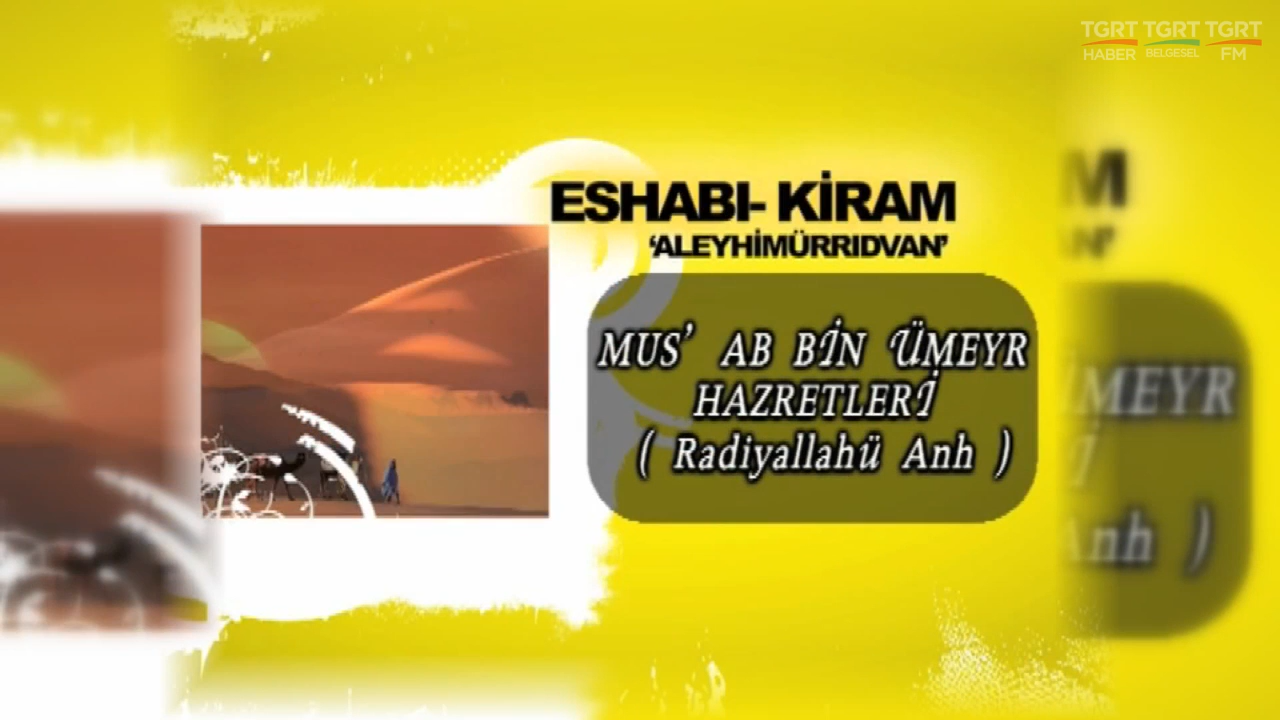 TGRT TGRT TGRT
HABER BELGESEL FM
ESHABI- KİRAM
‘ALEYHİMÜRRIDVAN’
MUS’ AB BİN ÜMEYR
HAZRETLERİ
( Radiyallahü Anh )